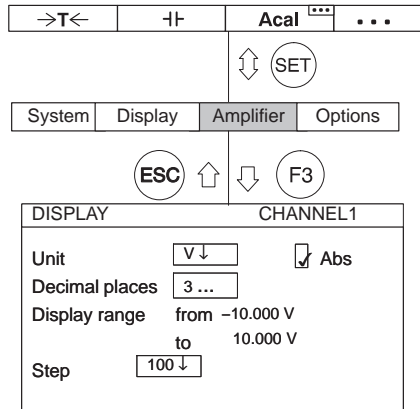 →T← ⊣⊢ Acal ... ...
SET
System Display Amplifier Options
ESC F3
DISPLAY CHANNEL1
Unit V↓ ✓ Abs
Decimal places 3 ...
Display range from −10.000 V
to 10.000 V
Step 100↓